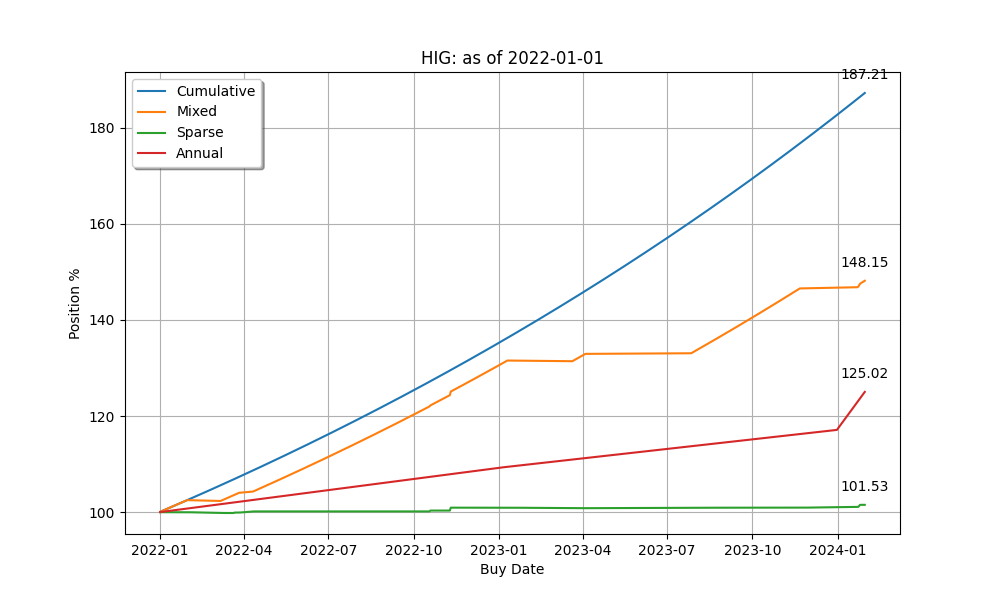 HIG: as of 2022-01-01
187.21
Cumulative
Mixed
Sparse
Annual
180
160
148.15
140
125.02
120
101.53
100
Position %
2022-01
2022-04
2022-07
2022-10
2023-01
2023-04
2023-07
2023-10
2024-01
Buy Date